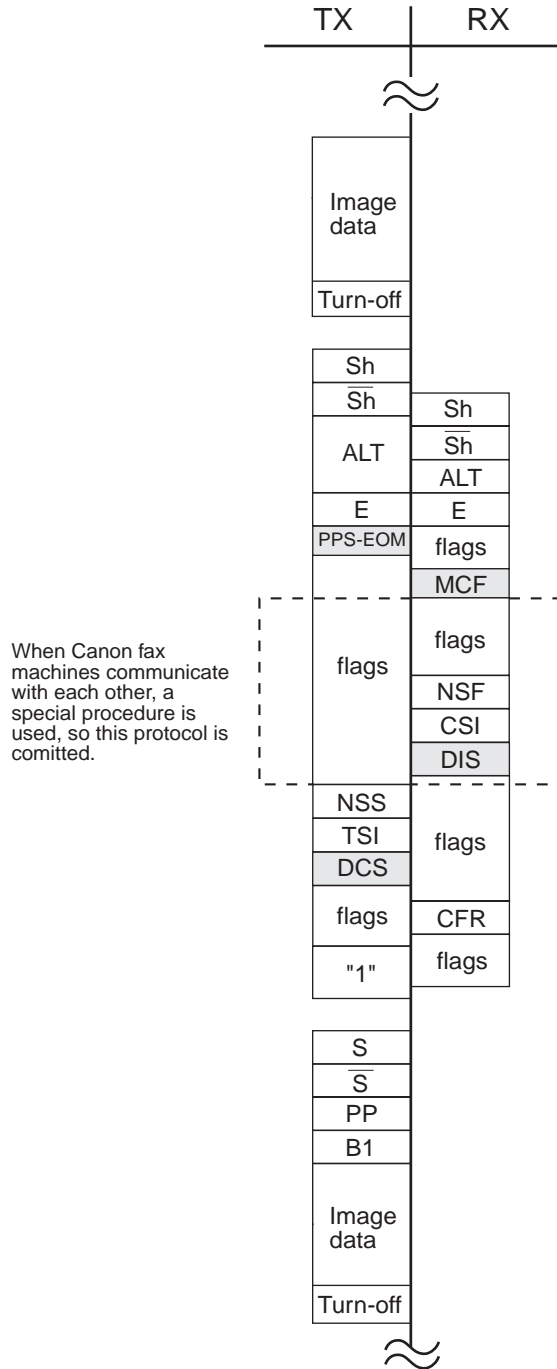 TX RX
Image
data
Turn-off
Sh
S̅h̅
ALT
E
PPS-EOM
flags
NSS
TSI
DCS
flags
"1"
S
S̅
PP
B1
Image
data
Turn-off
Sh
S̅h̅
ALT
E
flags
MCF
flags
NSF
CSI
DIS
flags
CFR
flags
When Canon fax
machines communicate
with each other, a
special procedure is
used, so this protocol is
comitted.